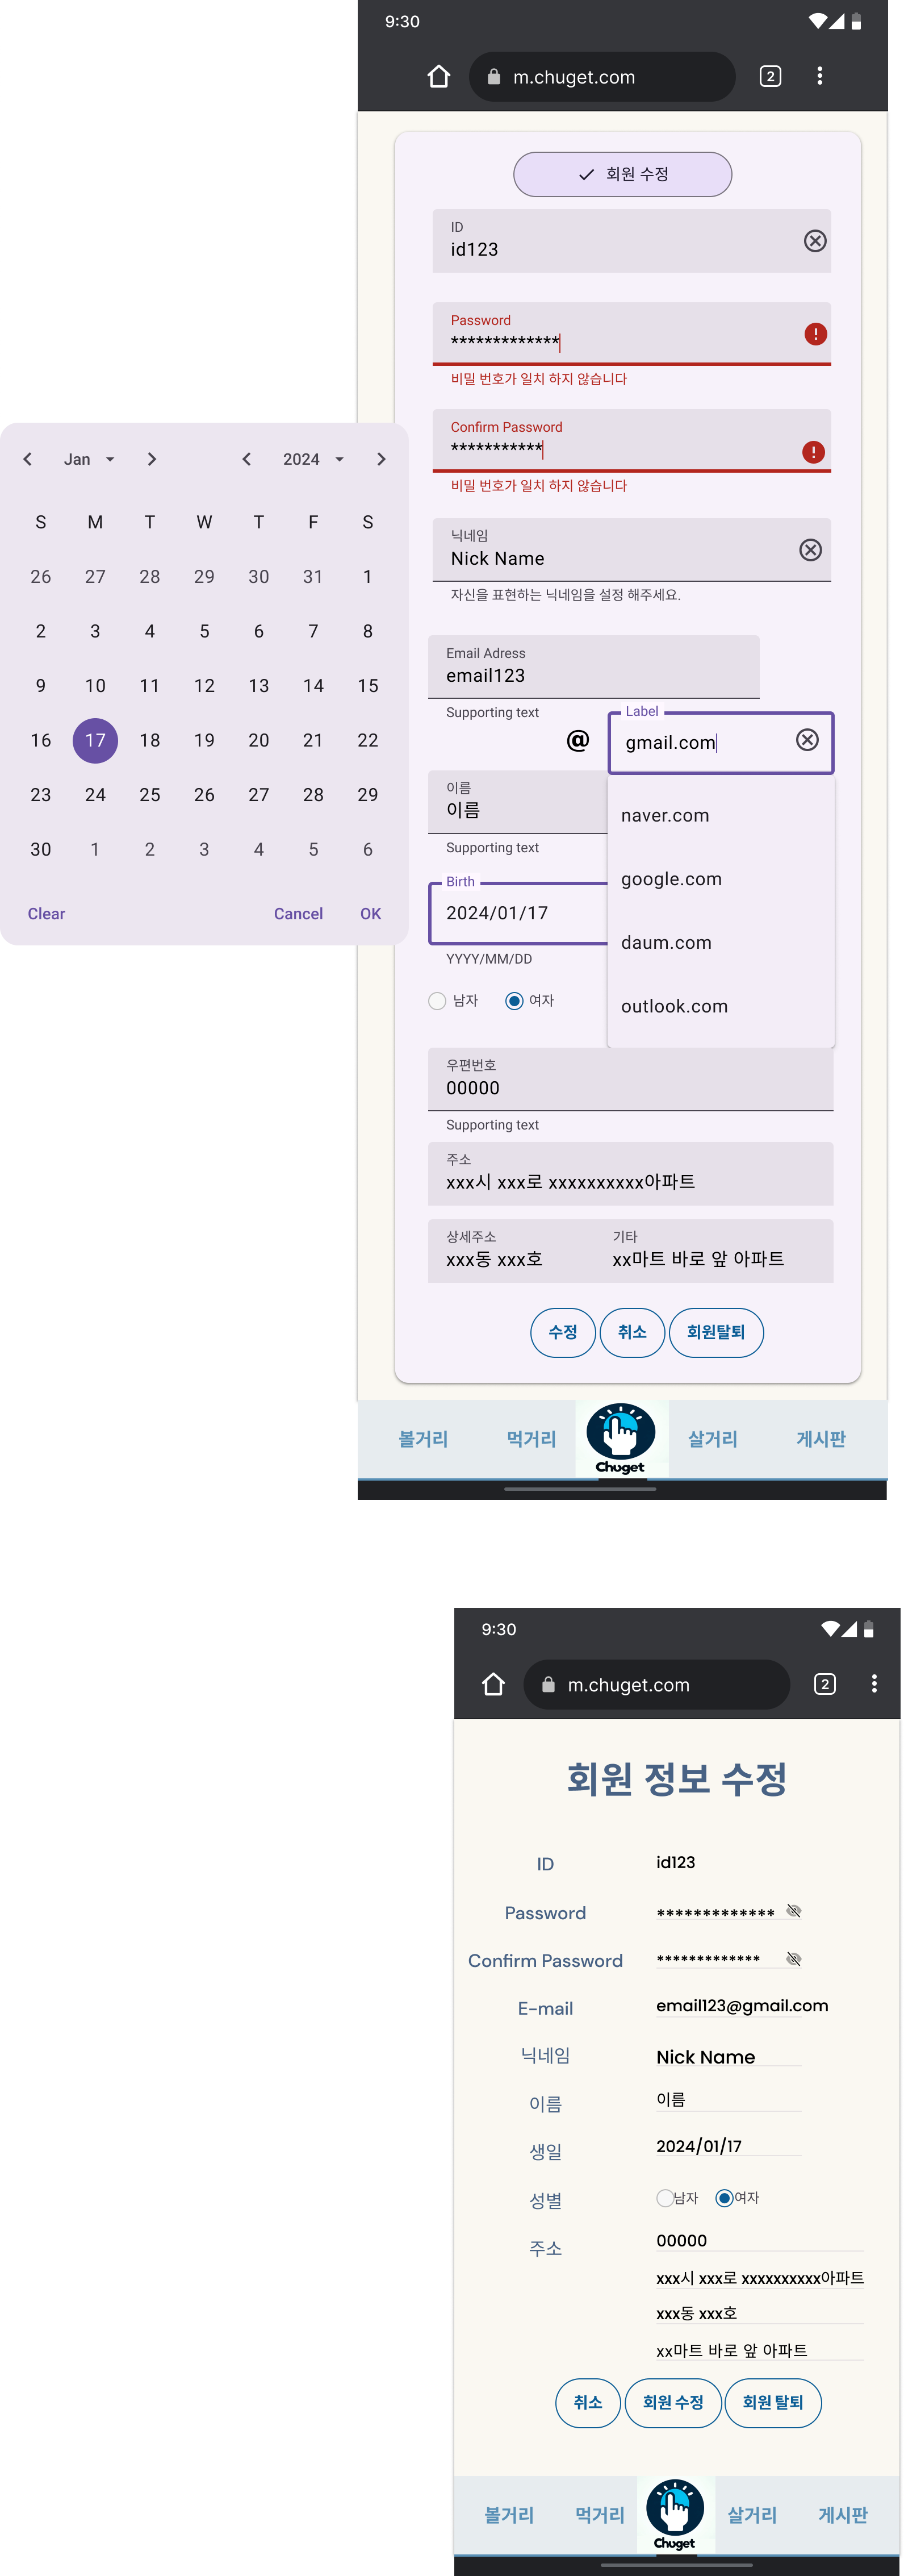 9:30
m.chuget.com
2
회원 수정
ID
id123
Password
*************
비밀 번호가 일치 하지 않습니다
Confirm Password
***********
비밀 번호가 일치 하지 않습니다
닉네임
Nick Name
자신을 표현하는 닉네임을 설정 해주세요.
Email Adress
email123
Supporting text
@
Label
gmail.com
naver.com
google.com
daum.com
outlook.com
이름
이름
Supporting text
Birth
2024/01/17
YYYY/MM/DD
남자 여자
우편번호
00000
Supporting text
주소
xxx시 xxx로 xxxxxxxxxx아파트
상세주소 기타
xxx동 xxx호 xx마트 바로 앞 아파트
수정 취소 회원탈퇴
볼거리 먹거리 Chuget 살거리 게시판
Jan 2024
S M T W T F S
26 27 28 29 30 31 1
2 3 4 5 6 7 8
9 10 11 12 13 14 15
16 17 18 19 20 21 22
23 24 25 26 27 28 29
30 1 2 3 4 5 6
Clear Cancel OK
9:30
m.chuget.com
2
회원 정보 수정
ID id123
Password *************
Confirm Password *************
E-mail email123@gmail.com
닉네임 Nick Name
이름 이름
생일 2024/01/17
성별 남자 여자
주소 00000
xxx시 xxx로 xxxxxxxxxx아파트
xxx동 xxx호
xx마트 바로 앞 아파트
취소 회원 수정 회원 탈퇴
볼거리 먹거리 Chuget 살거리 게시판